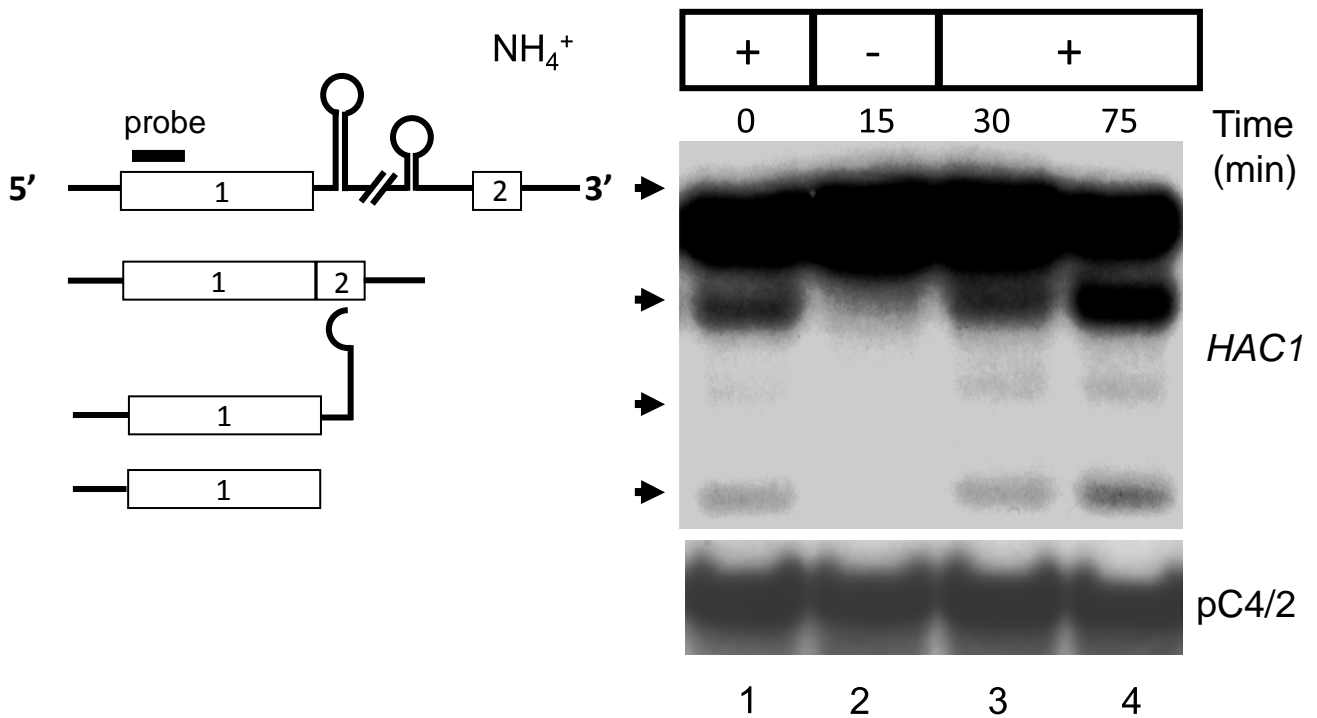 NH₄⁺ + - +
0 15 30 75 Time
(min)
probe
5' 1 2 3'
1 2
HAC1
1
1
pC4/2
1 2 3 4